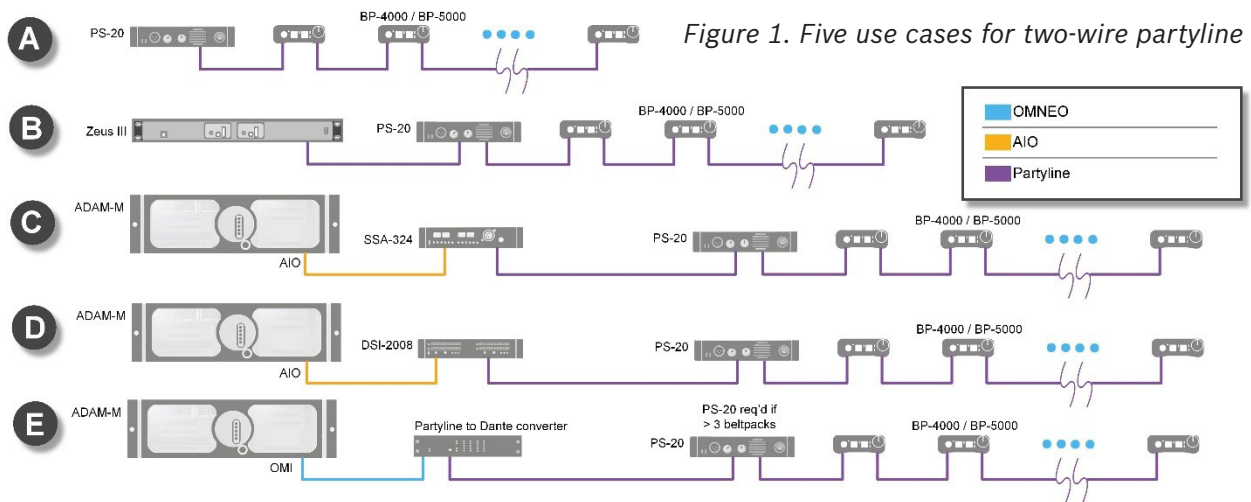 Figure 1. Five use cases for two-wire partyline
OMNEO
AIO
Partyline
A
PS-20
BP-4000 / BP-5000
B
Zeus III
PS-20
BP-4000 / BP-5000
C
ADAM-M
AIO
SSA-324
PS-20
BP-4000 / BP-5000
D
ADAM-M
AIO
DSI-2008
PS-20
BP-4000 / BP-5000
E
ADAM-M
OMI
Partyline to Dante converter
PS-20 req'd if
> 3 beltpacks
PS-20
BP-4000 / BP-5000